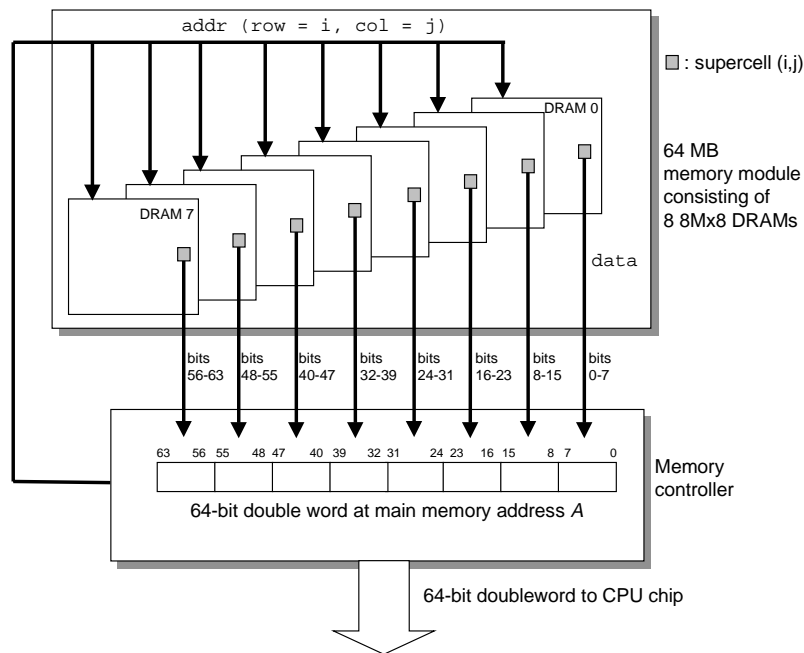 addr (row = i, col = j)
: supercell (i,j)
DRAM 0
64 MB
memory module
consisting of
8 8Mx8 DRAMs
DRAM 7
data
bits
56-63
bits
48-55
bits
40-47
bits
32-39
bits
24-31
bits
16-23
bits
8-15
bits
0-7
63 56 55 48 47 40 39 32 31 24 23 16 15 8 7 0
Memory
controller
64-bit double word at main memory address A
64-bit doubleword to CPU chip